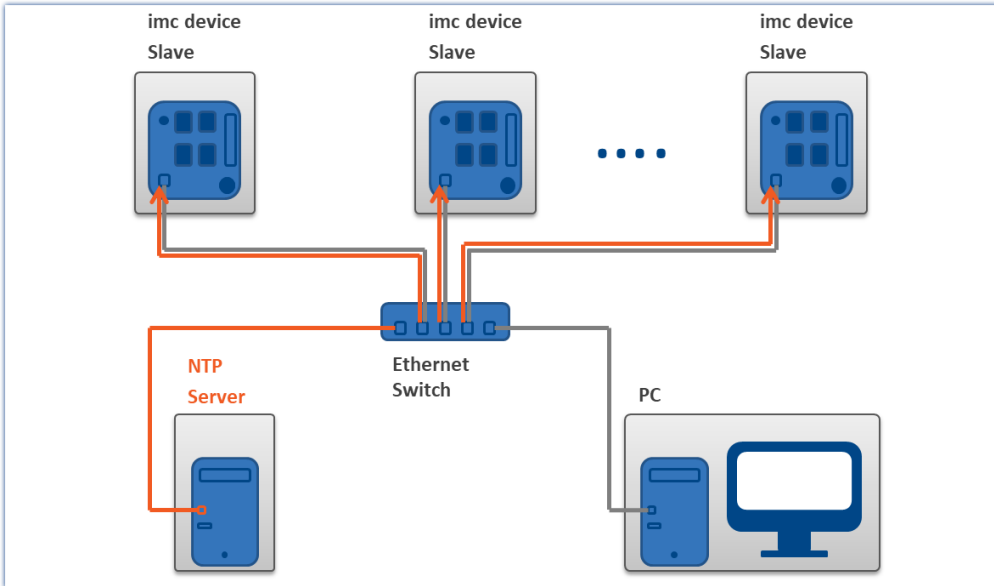 imc device
Slave
imc device
Slave
imc device
Slave
NTP
Server
Ethernet
Switch
PC